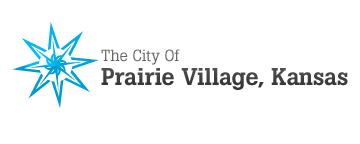 The City Of
Prairie Village, Kansas